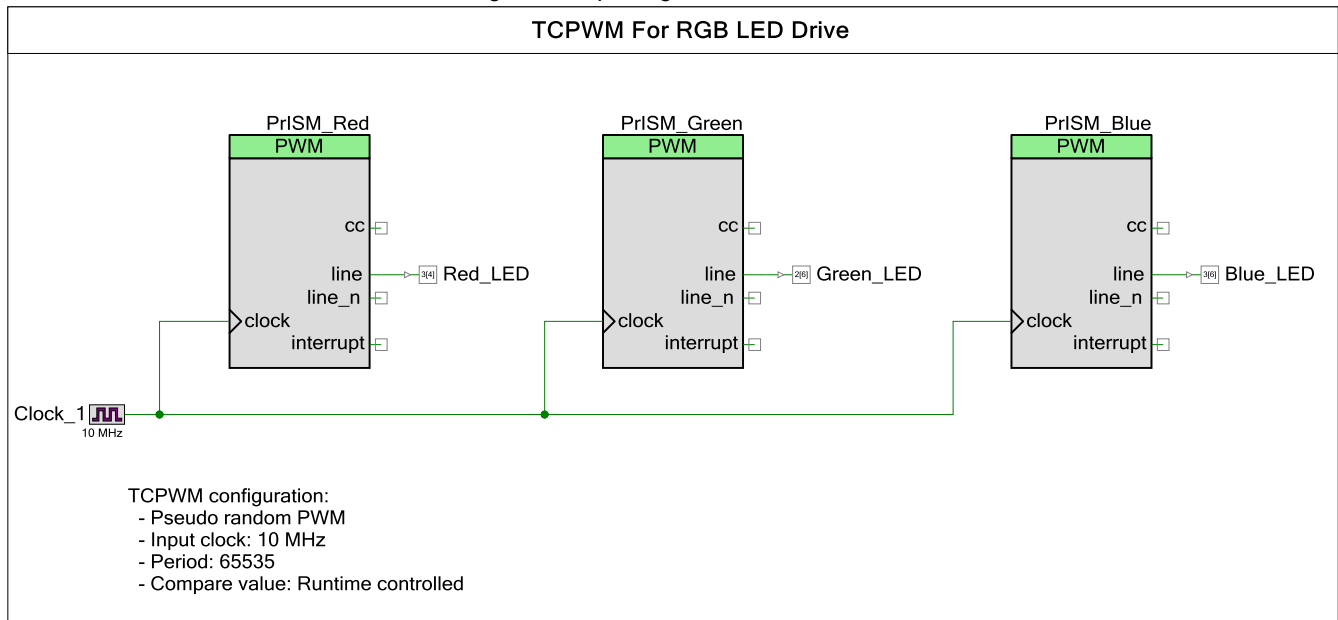 TCPWM For RGB LED Drive
PrISM_Red
PWM
cc
line
line_n
clock
interrupt
3[4]
Red_LED
PrISM_Green
PWM
cc
line
line_n
clock
interrupt
2[6]
Green_LED
PrISM_Blue
PWM
cc
line
line_n
clock
interrupt
3[6]
Blue_LED
Clock_1
10 MHz
TCPWM configuration:
- Pseudo random PWM
- Input clock: 10 MHz
- Period: 65535
- Compare value: Runtime controlled